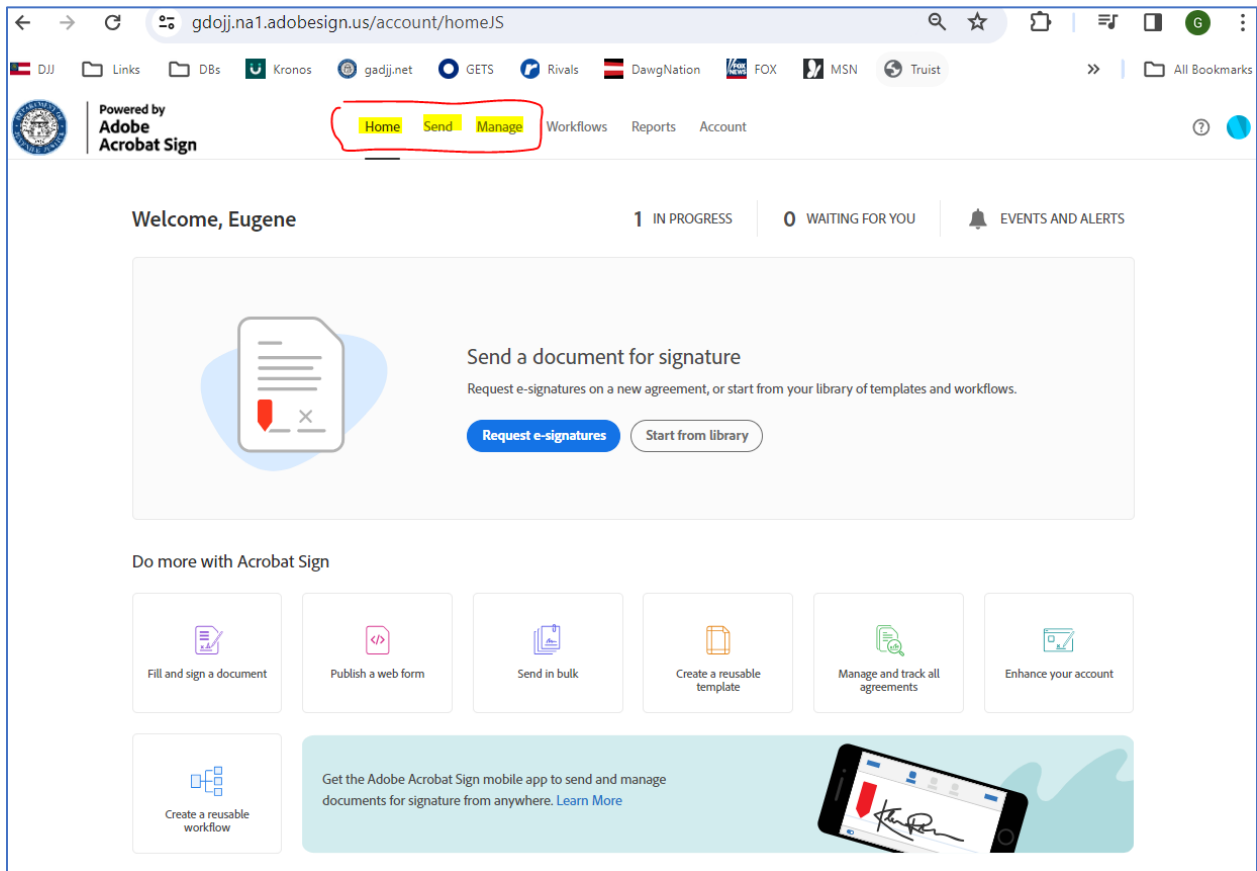 gdojj.na1.adobesign.us/account/homeJS
G
DJJ Links DBs Kronos gadjj.net GETS Rivals DawgNation FOX MSN Truist » All Bookmarks
Powered by
Adobe
Acrobat Sign
Home Send Manage Workflows Reports Account
Welcome, Eugene 1 IN PROGRESS 0 WAITING FOR YOU EVENTS AND ALERTS
Send a document for signature
Request e-signatures on a new agreement, or start from your library of templates and workflows.
Request e-signatures Start from library
Do more with Acrobat Sign
Fill and sign a document
Publish a web form
Send in bulk
Create a reusable
template
Manage and track all
agreements
Enhance your account
Create a reusable
workflow
Get the Adobe Acrobat Sign mobile app to send and manage
documents for signature from anywhere. Learn More